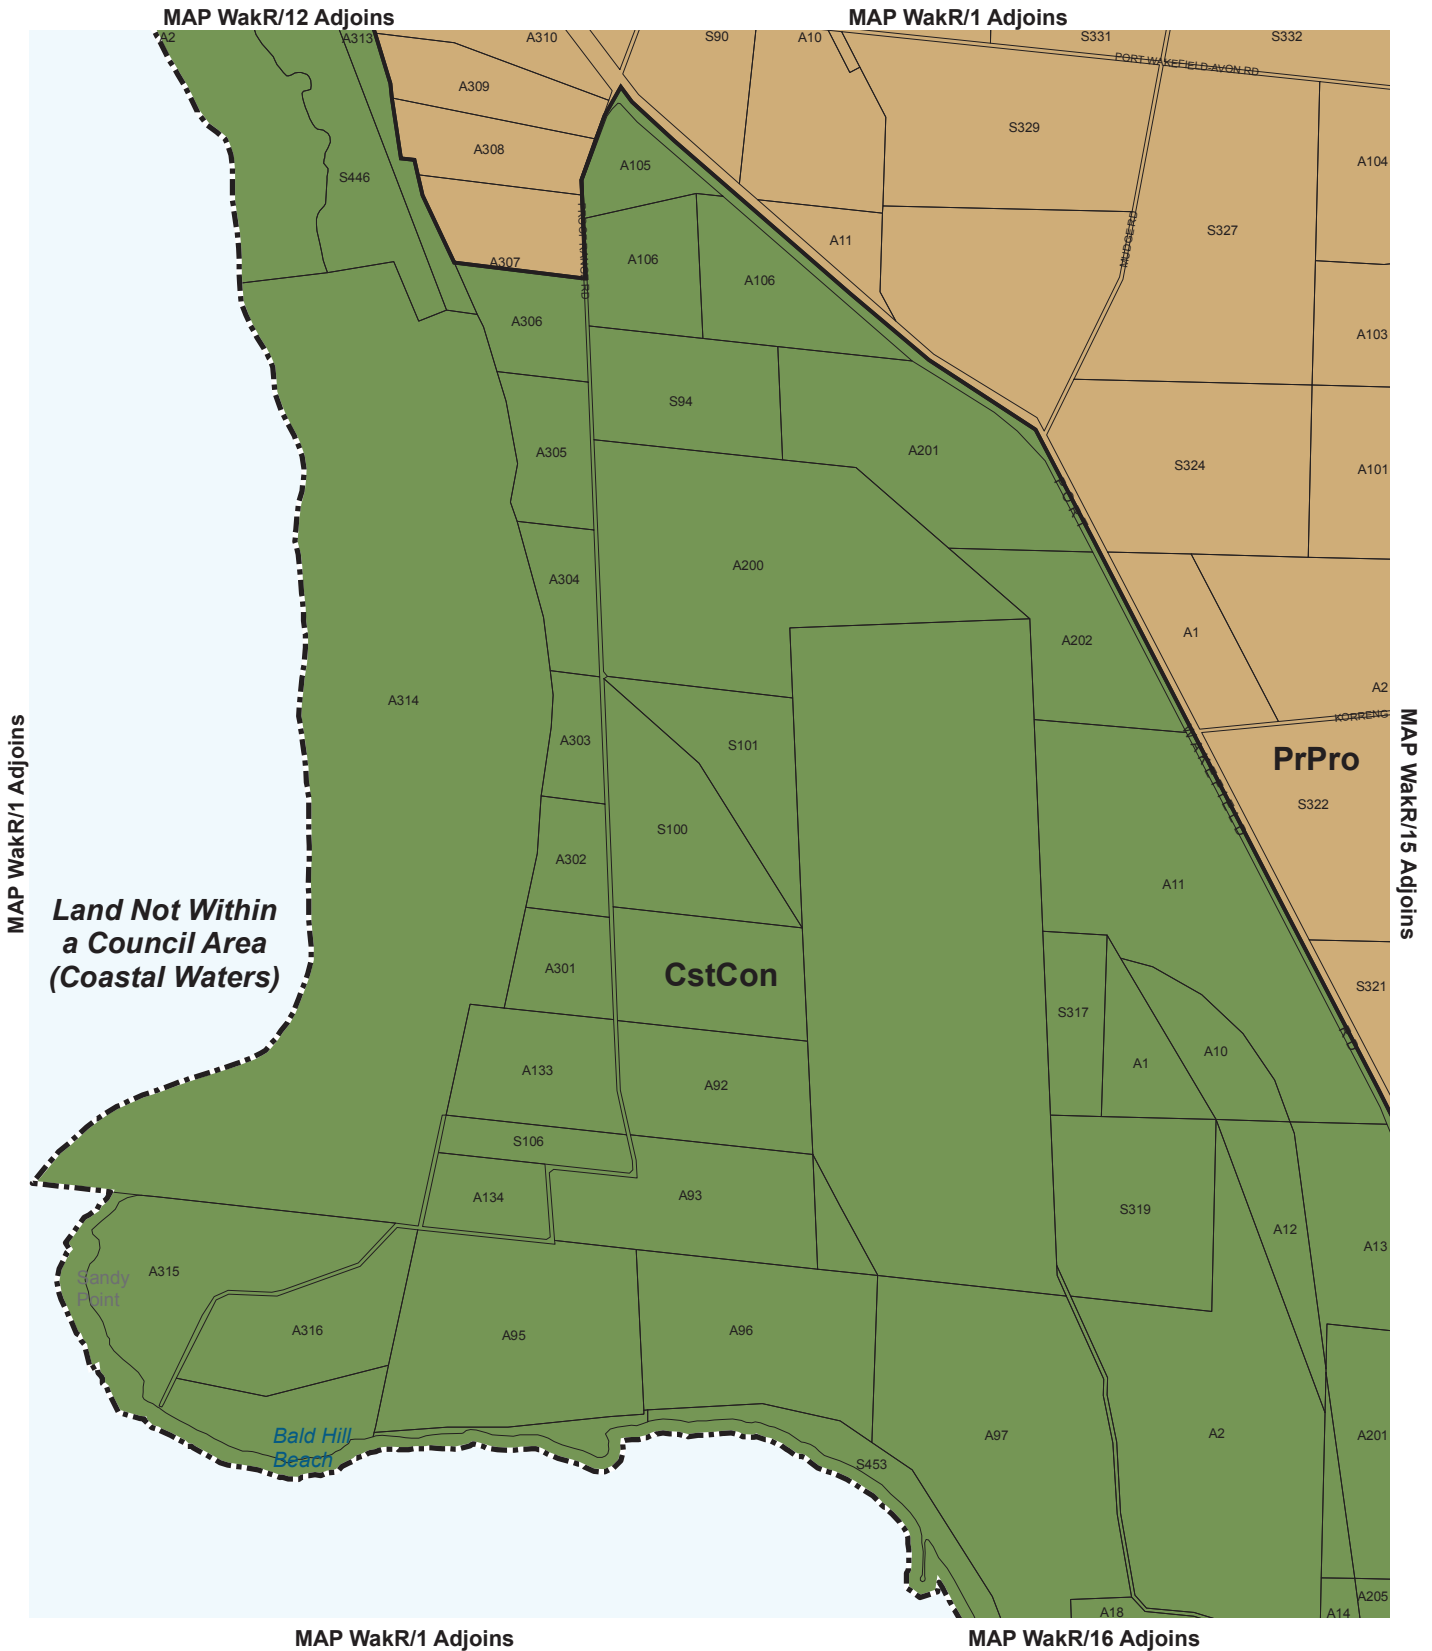 MAP WakR/12 Adjoins
MAP WakR/1 Adjoins
A2
A313
A310
S90
A10
S331
S332
PORT WAKEFIELD-AVON RD
A309
S329
A308
A105
A104
S446
MUDGE RD
S327
A11
A307
A106
A106
A306
A103
S94
A201
A305
S324
A101
PORT
A200
A304
A1
A202
A2
A314
KORRENG
A303
S101
WAKEFIELD
PrPro
MAP WakR/1 Adjoins
MAP WakR/15 Adjoins
S322
S100
A302
A11
Land Not Within
a Council Area
(Coastal Waters)
A301
CstCon
S321
S317
RD
A10
A1
A133
A92
S106
A134
A93
S319
A12
A13
A315
Sandy
Point
A316
A95
A96
Bald Hill
Beach
A97
A2
A201
S453
A205
A18
A14
MAP WakR/1 Adjoins
MAP WakR/16 Adjoins